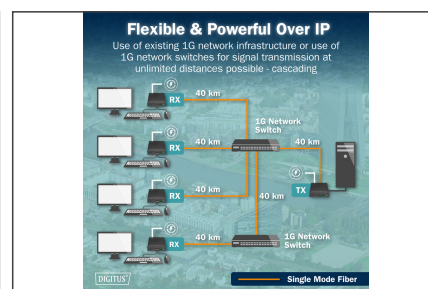 Flexible & Powerful Over IP
Use of existing 1G network infrastructure or use of
1G network switches for signal transmission at
unlimited distances possible - cascading
40 km
RX
1G Network
Switch
40 km
RX
40 km
TX
40 km
RX
40 km
40 km
RX
1G Network
Switch
DIGITUS
Single Mode Fiber